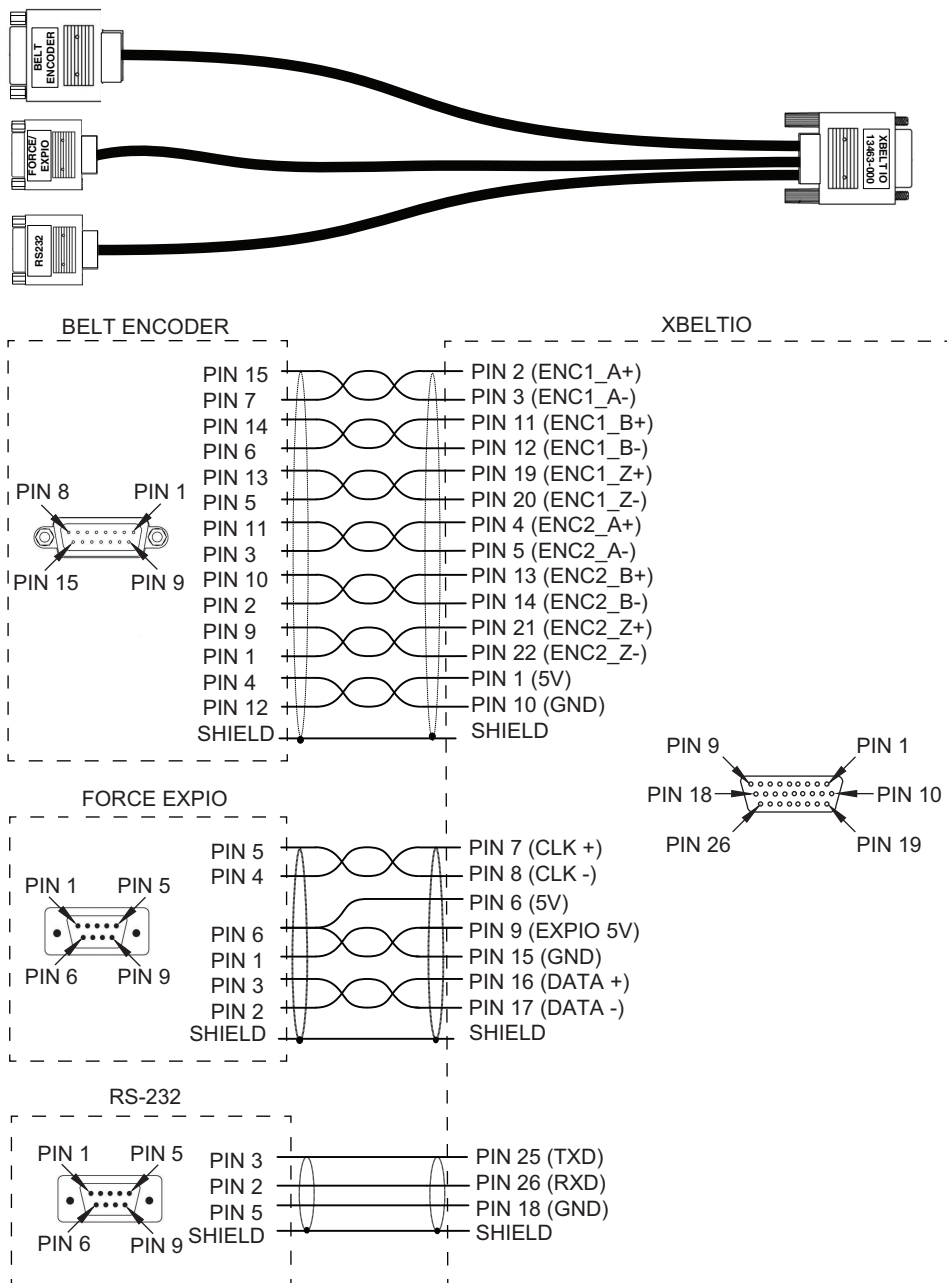 BELT
ENCODER
FORCE/
EXPIO
RS232
XBELT IO
13463-000
BELT ENCODER
XBELTIO
PIN 15
PIN 7
PIN 14
PIN 6
PIN 13
PIN 5
PIN 11
PIN 3
PIN 10
PIN 2
PIN 9
PIN 1
PIN 4
PIN 12
SHIELD
PIN 8
PIN 1
PIN 15
PIN 9
PIN 2 (ENC1_A+)
PIN 3 (ENC1_A-)
PIN 11 (ENC1_B+)
PIN 12 (ENC1_B-)
PIN 19 (ENC1_Z+)
PIN 20 (ENC1_Z-)
PIN 4 (ENC2_A+)
PIN 5 (ENC2_A-)
PIN 13 (ENC2_B+)
PIN 14 (ENC2_B-)
PIN 21 (ENC2_Z+)
PIN 22 (ENC2_Z-)
PIN 1 (5V)
PIN 10 (GND)
SHIELD
PIN 9
PIN 1
PIN 18
PIN 10
PIN 26
PIN 19
FORCE EXPIO
PIN 1
PIN 5
PIN 6
PIN 9
PIN 5
PIN 4
PIN 6
PIN 1
PIN 3
PIN 2
SHIELD
PIN 7 (CLK +)
PIN 8 (CLK -)
PIN 6 (5V)
PIN 9 (EXPIO 5V)
PIN 15 (GND)
PIN 16 (DATA +)
PIN 17 (DATA -)
SHIELD
RS-232
PIN 1
PIN 5
PIN 6
PIN 9
PIN 3
PIN 2
PIN 5
SHIELD
PIN 25 (TXD)
PIN 26 (RXD)
PIN 18 (GND)
SHIELD